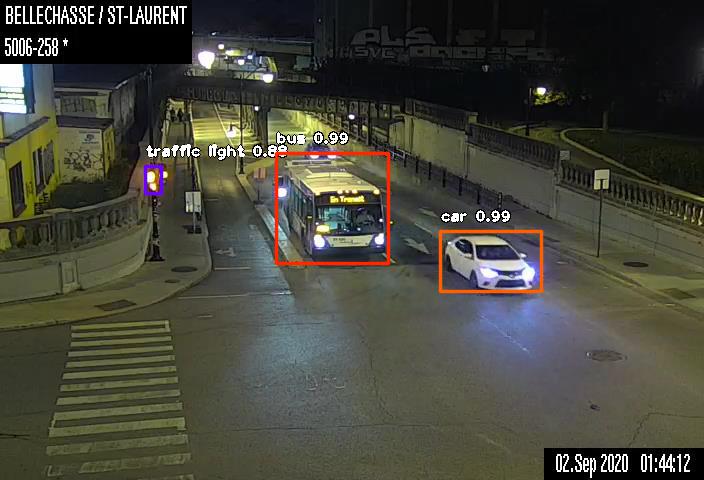 BELLECHASSE / ST-LAURENT
5006-258 *
bus 0.99
traffic light 0.88
En Transit
car 0.99
02.Sep 2020 01:44:12